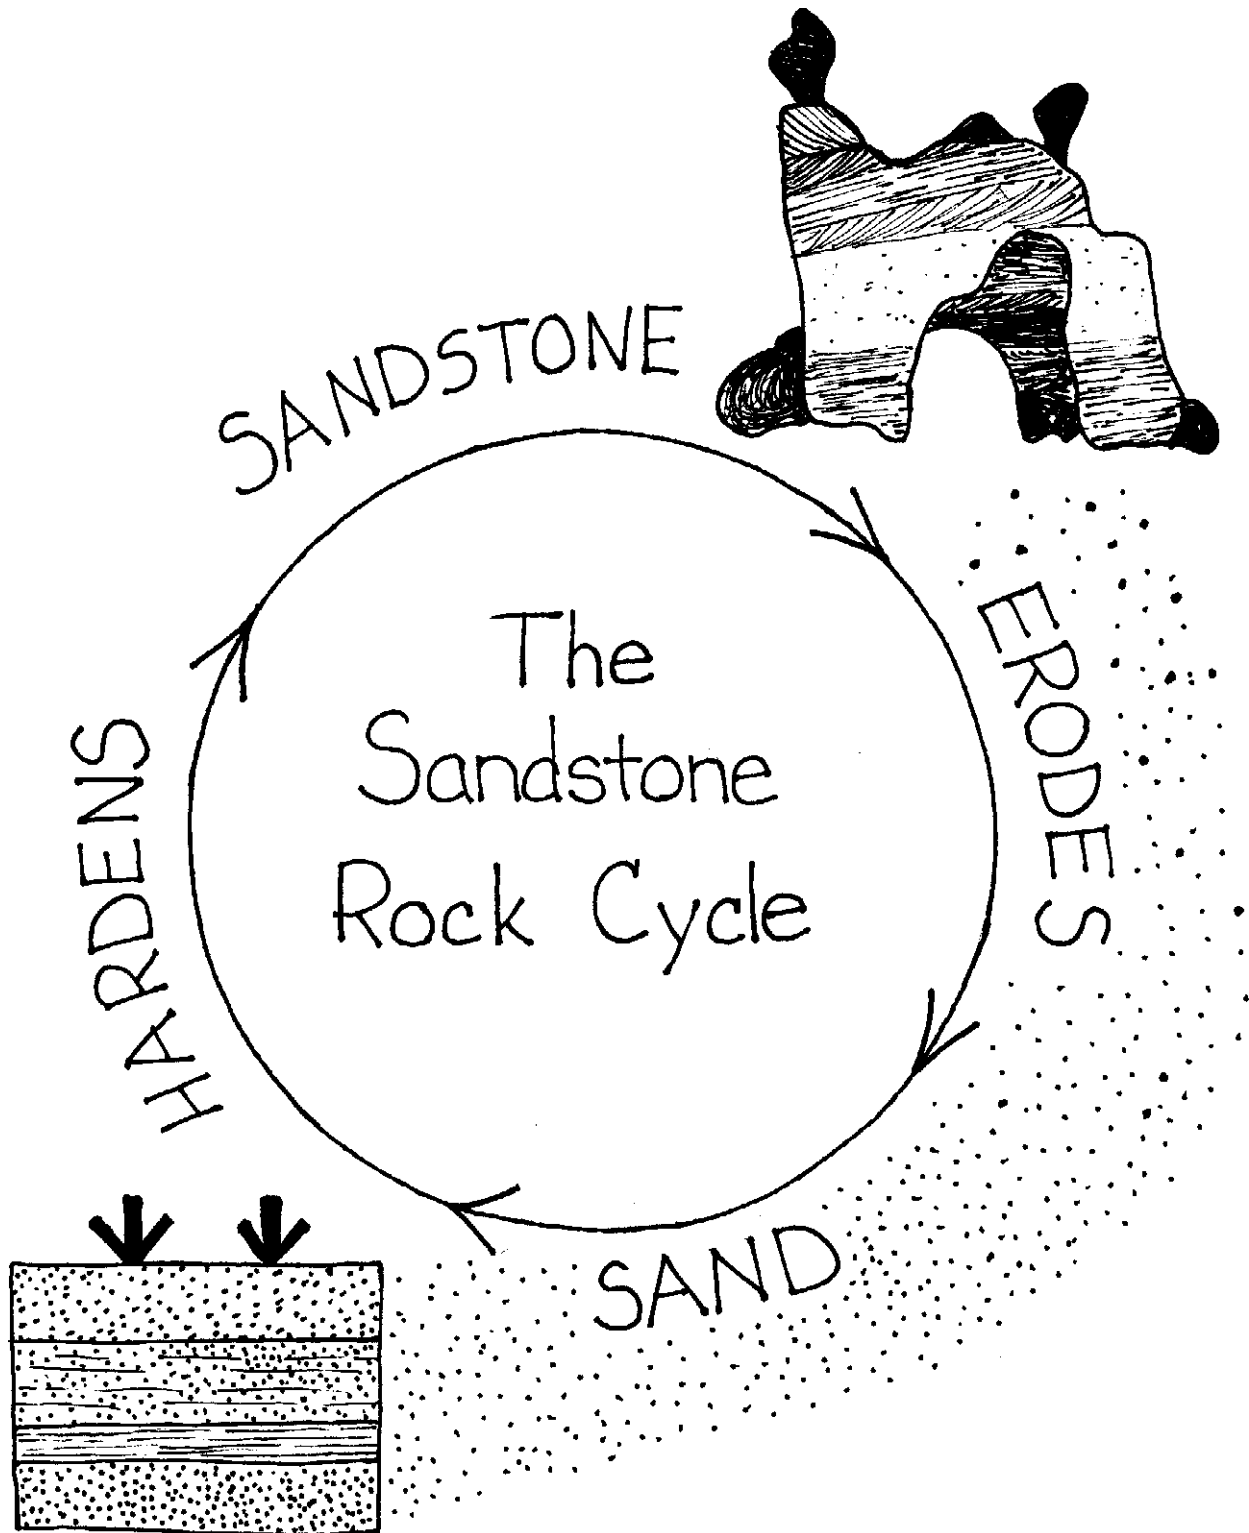 SANDSTONE
ERODES
SAND
HARDENS
The
Sandstone
Rock Cycle